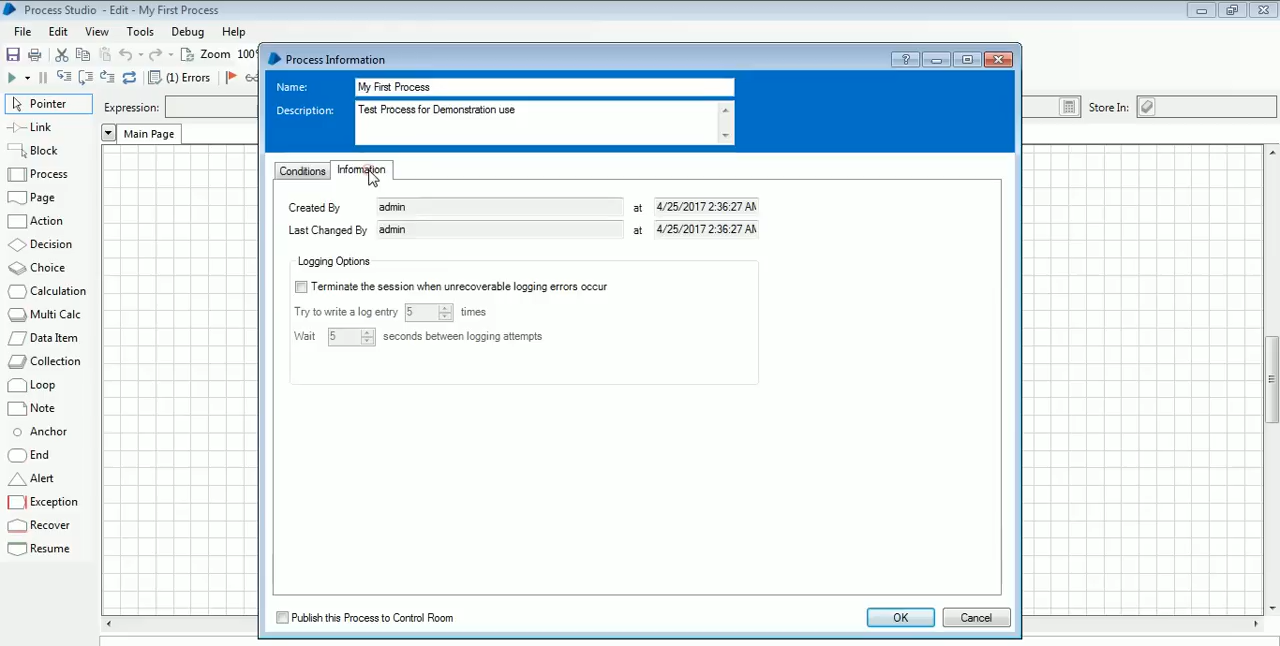 Process Studio - Edit - My First Process
File Edit View Tools Debug Help
Zoom 100%
(1) Errors
Pointer
Expression:
Store In:
Link
Main Page
Block
Process
Page
Action
Decision
Choice
Calculation
Multi Calc
Data Item
Collection
Loop
Note
Anchor
End
Alert
Exception
Recover
Resume
Process Information
?
Name: My First Process
Description: Test Process for Demonstration use
Conditions Information
Created By admin at 4/25/2017 2:36:27 AM
Last Changed By admin at 4/25/2017 2:36:27 AM
Logging Options
Terminate the session when unrecoverable logging errors occur
Try to write a log entry 5 times
Wait 5 seconds between logging attempts
Publish this Process to Control Room
OK Cancel